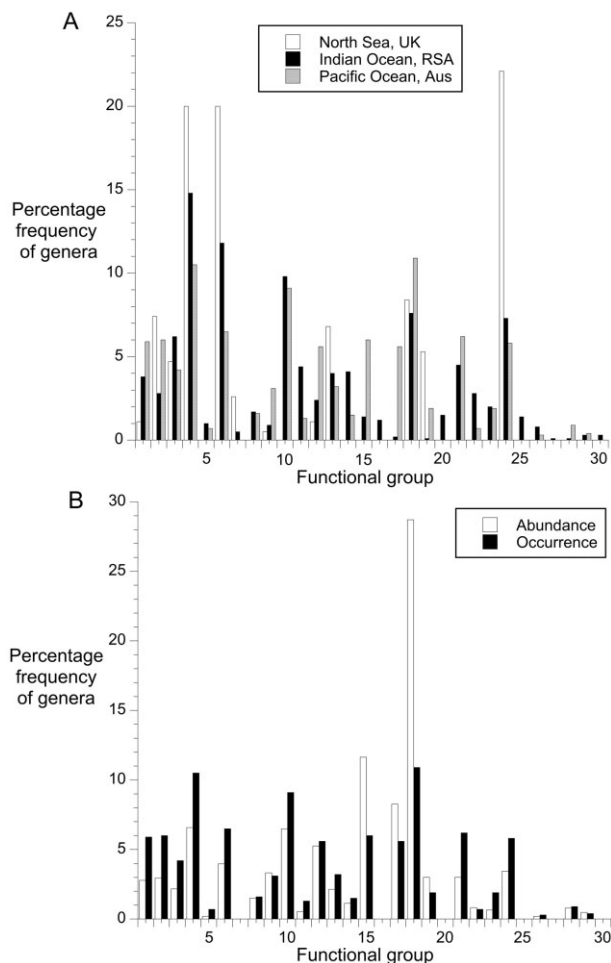 A
25
20
15
10
5
0
Percentage
frequency
of genera
North Sea, UK
Indian Ocean, RSA
Pacific Ocean, Aus
5
10
15
20
25
30
Functional group
B
30
25
20
15
10
5
0
Percentage
frequency
of genera
Abundance
Occurrence
5
10
15
20
25
30
Functional group